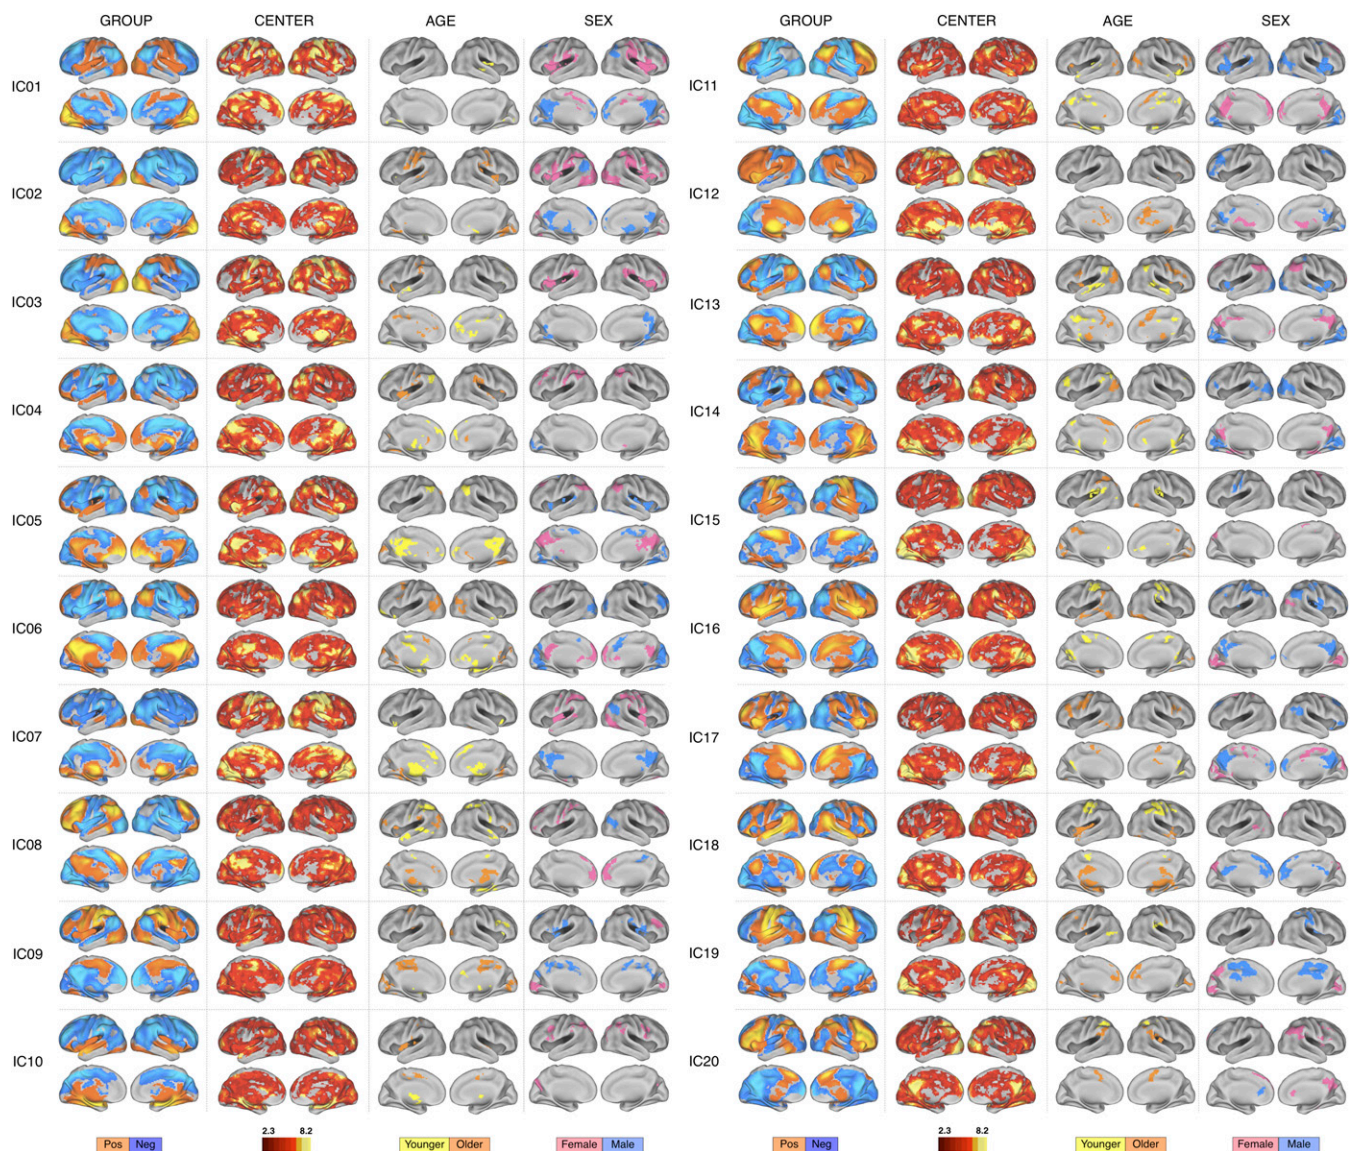 GROUP CENTER AGE SEX GROUP CENTER AGE SEX
IC01 IC11
IC02 IC12
IC03 IC13
IC04 IC14
IC05 IC15
IC06 IC16
IC07 IC17
IC08 IC18
IC09 IC19
IC10 IC20
2.3 8.2 2.3 8.2
Pos Neg Younger Older Female Male Pos Neg Younger Older Female Male